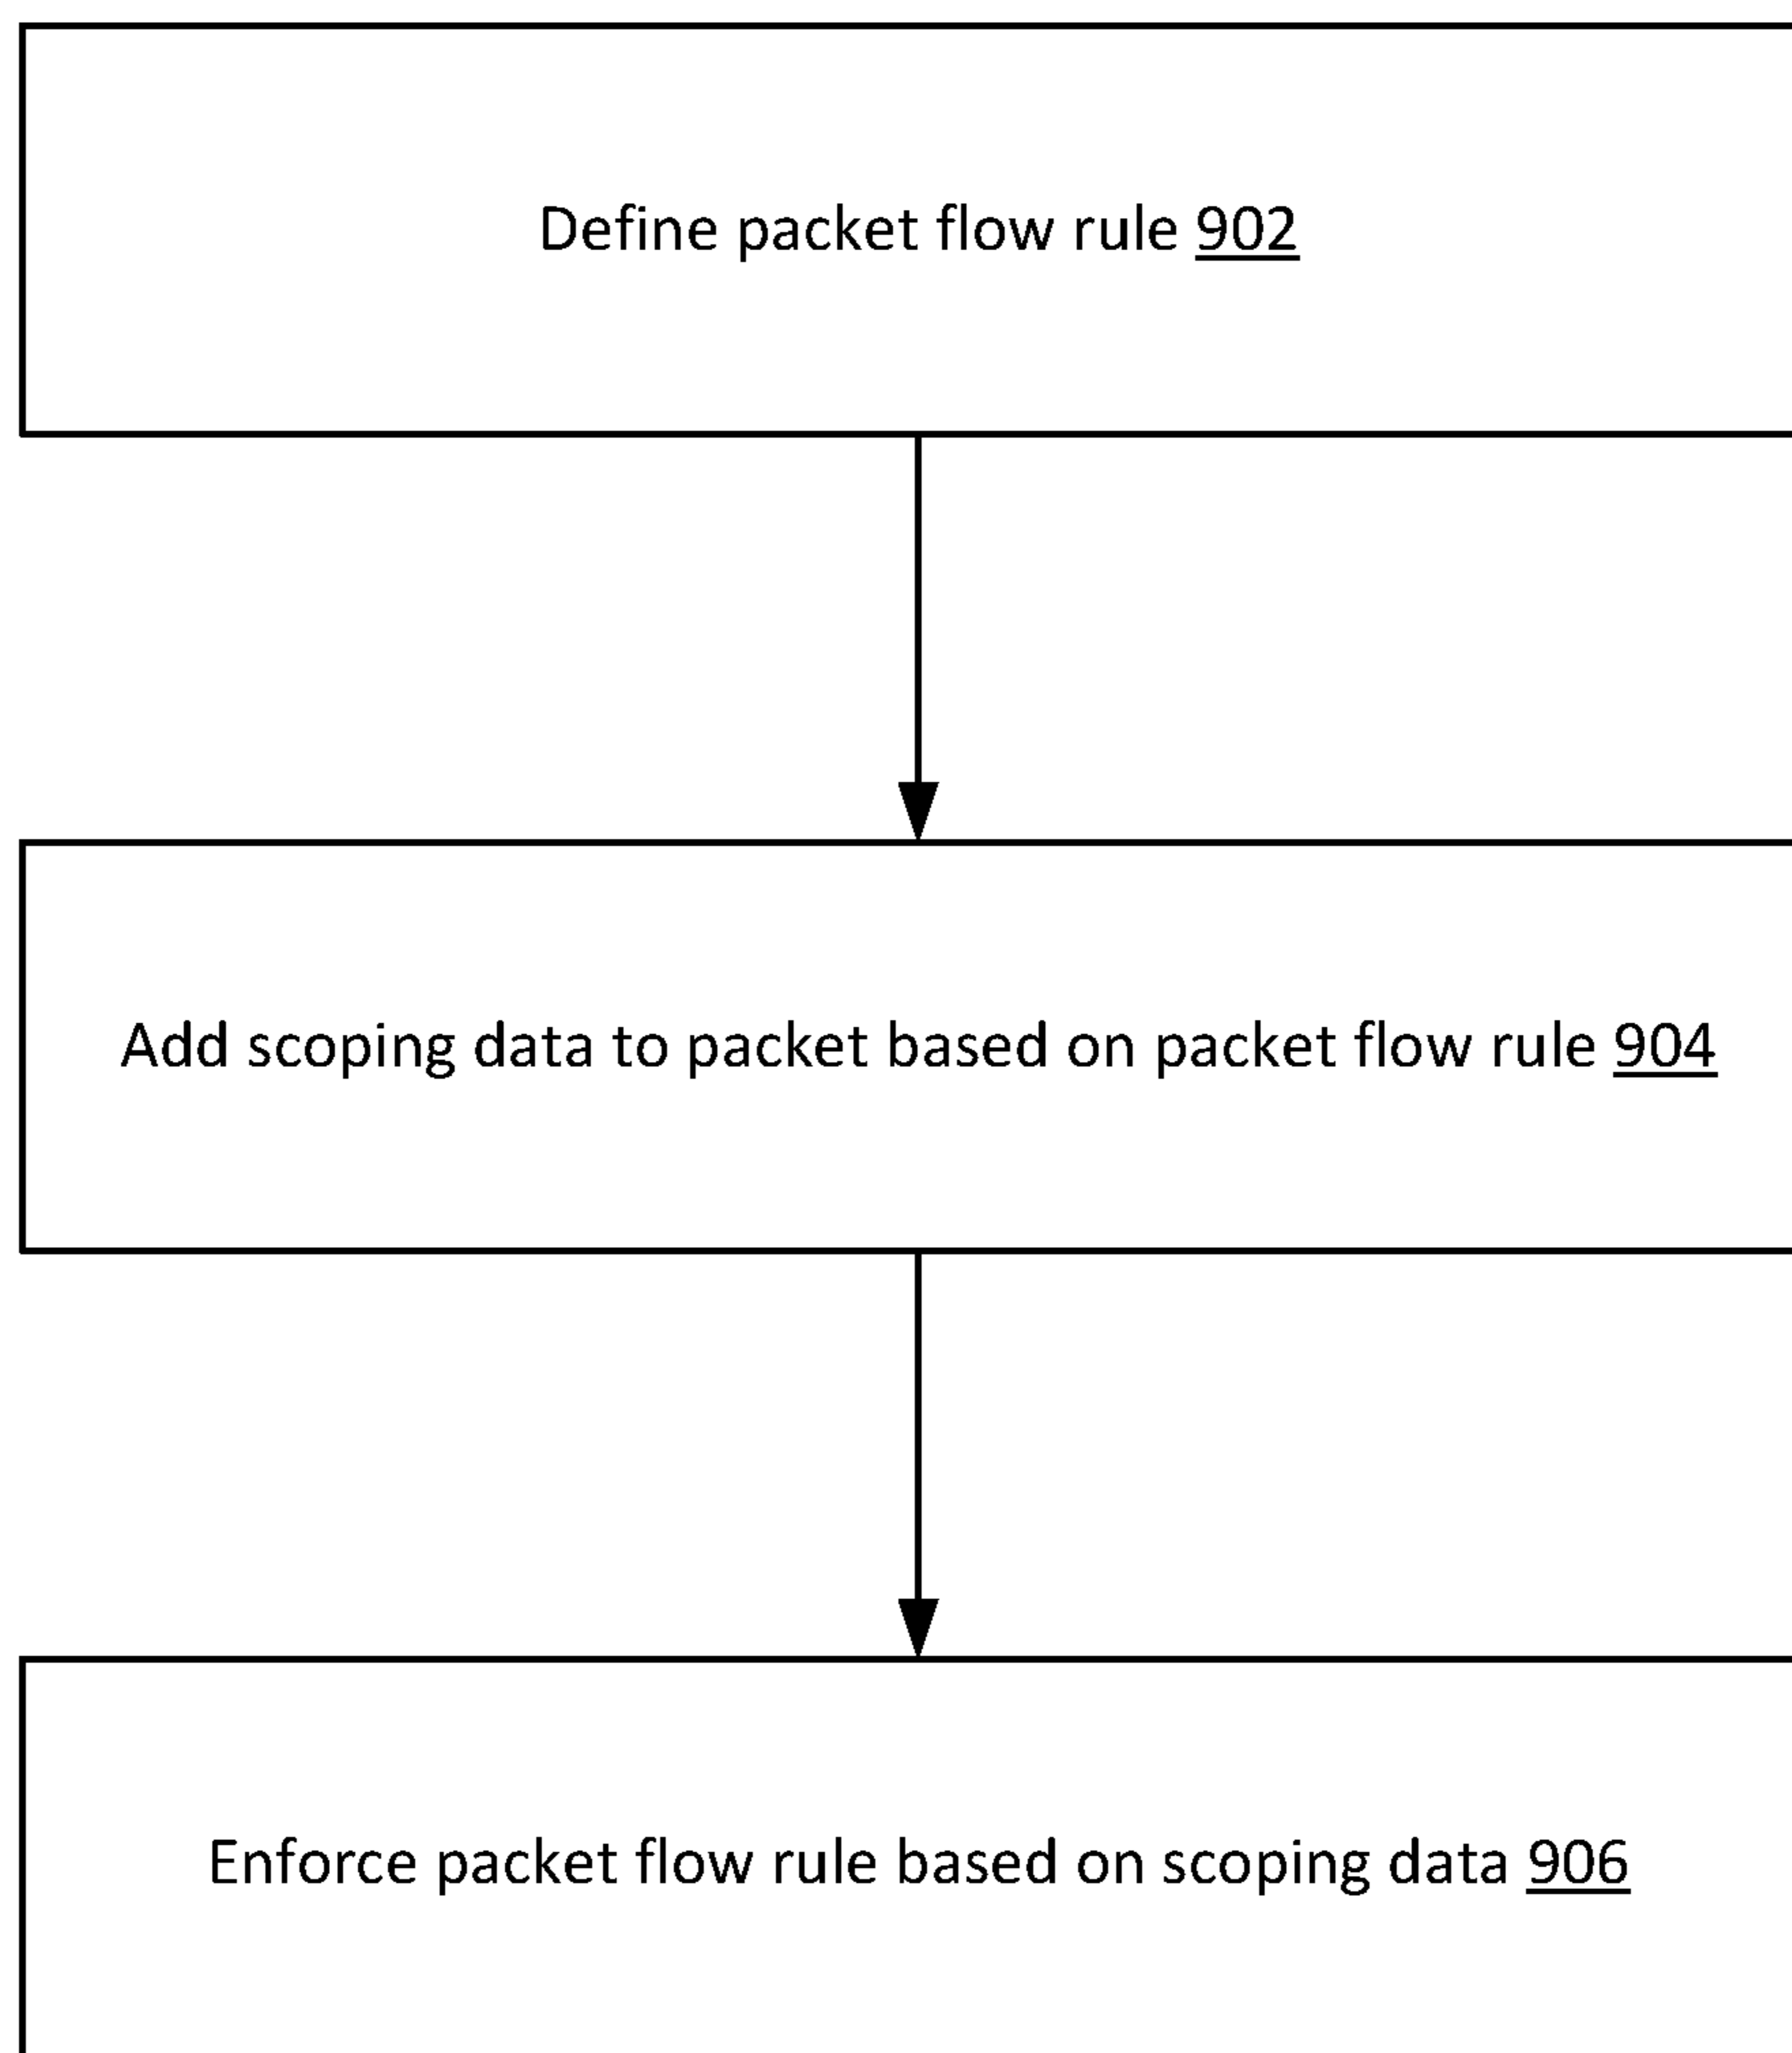 Define packet flow rule 902
Add scoping data to packet based on packet flow rule 904
Enforce packet flow rule based on scoping data 906